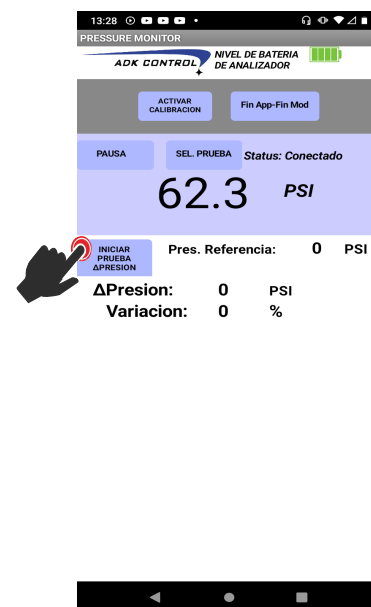 13:28
PRESSURE MONITOR
ADK CONTROL
NIVEL DE BATERIA
DE ANALIZADOR
ACTIVAR
CALIBRACION
Fin App-Fin Mod
PAUSA
SEL. PRUEBA
Status: Conectado
62.3 PSI
INICIAR
PRUEBA
ΔPRESION
Pres. Referencia: 0 PSI
ΔPresion: 0 PSI
Variacion: 0 %